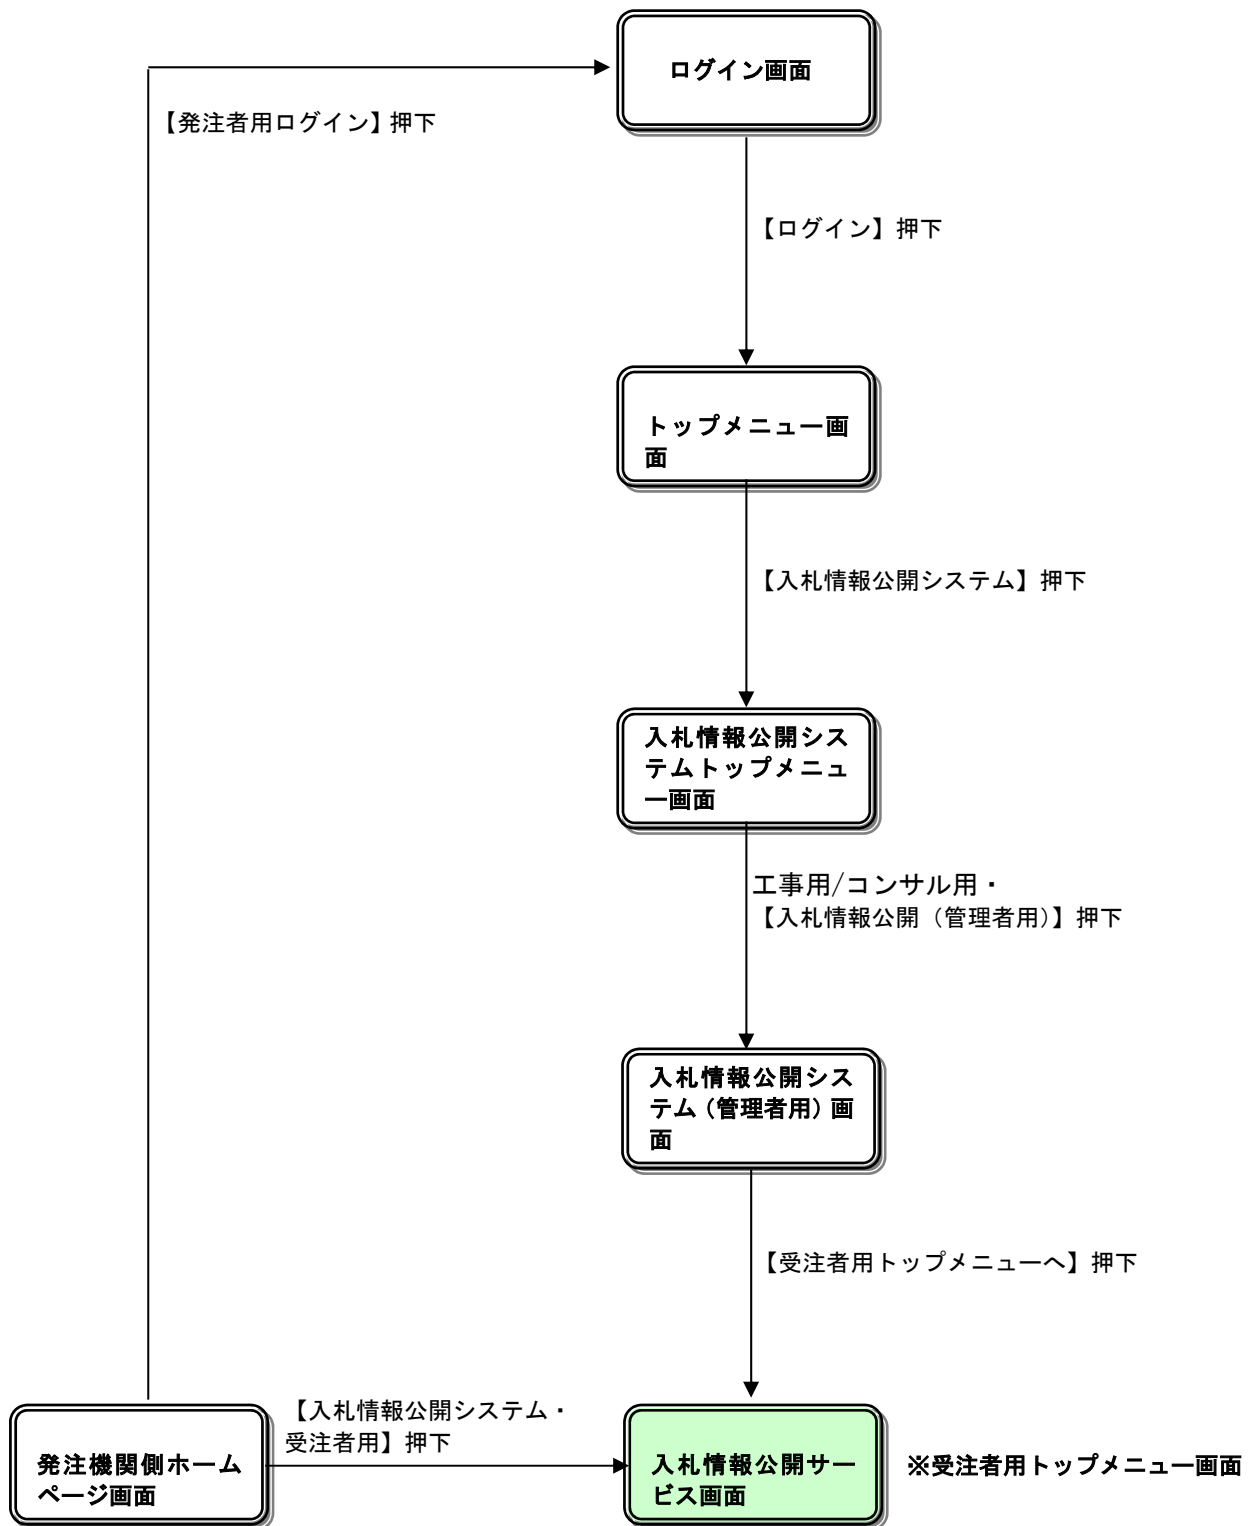 ログイン画面
【発注者用ログイン】押下
【ログイン】押下
トップメニュー画
面
【入札情報公開システム】押下
入札情報公開シス
テムトップメニュ
ー画面
工事用/コンサル用・
【入札情報公開（管理者用）】押下
入札情報公開シス
テム（管理者用）画
面
【受注者用トップメニューへ】押下
【入札情報公開システム・
受注者用】押下
発注機関側ホーム
ページ画面
入札情報公開サー
ビス画面
※受注者用トップメニュー画面